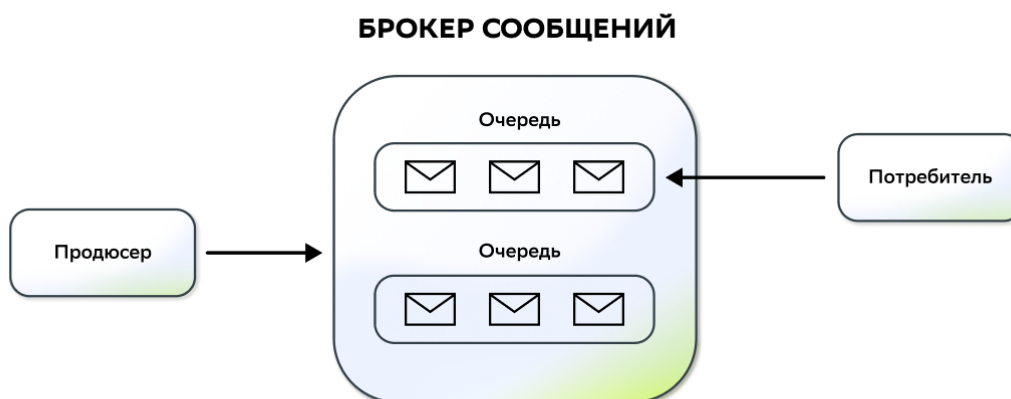 БРОКЕР СООБЩЕНИЙ
Очередь
Потребитель
Продюсер
Очередь